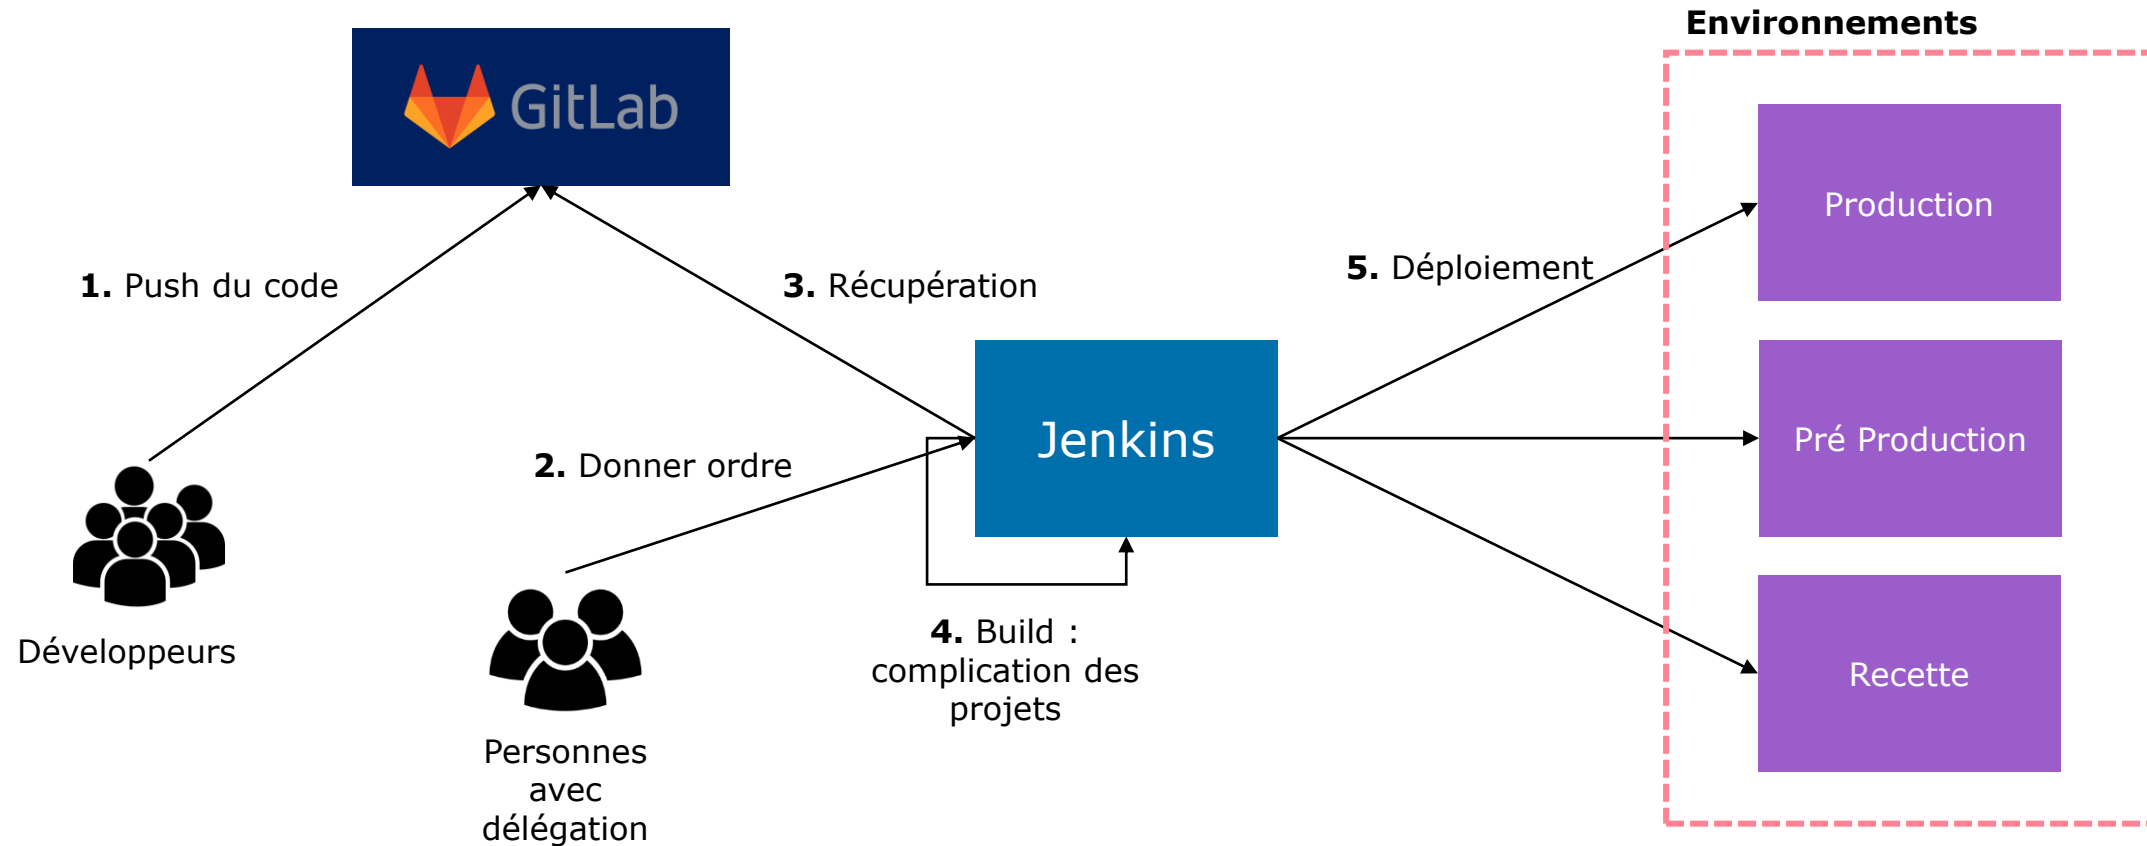 Environnements
GitLab
Production
1. Push du code
3. Récupération
5. Déploiement
Jenkins
Pré Production
2. Donner ordre
Développeurs
4. Build :
complication des
projets
Recette
Personnes
avec
délégation